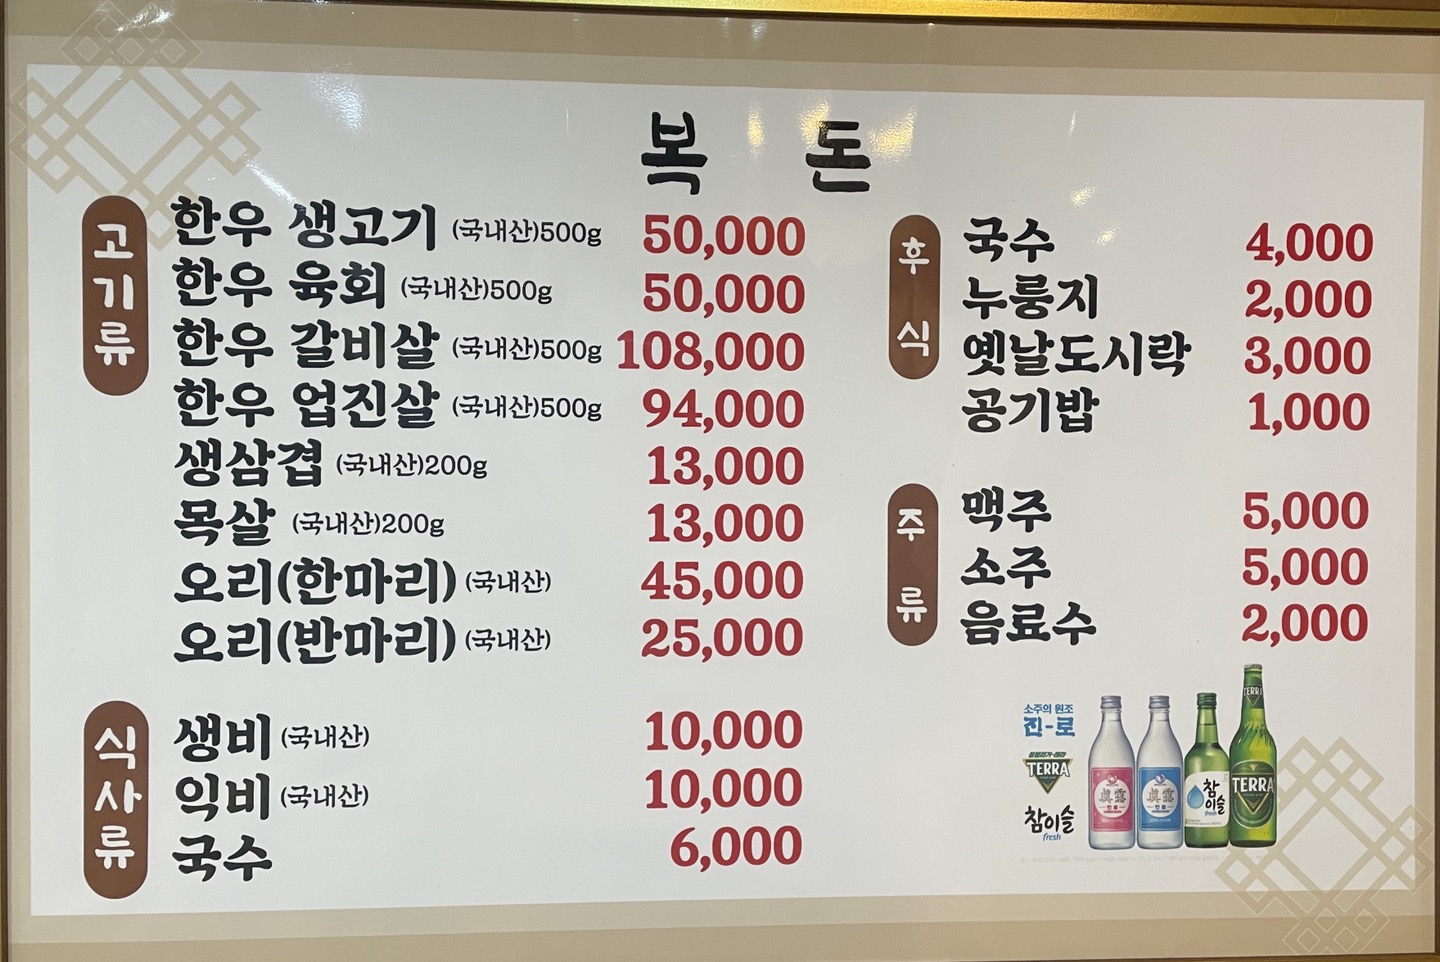 복 돈
고기류
한우 생고기 (국내산)500g 50,000
한우 육회 (국내산)500g 50,000
한우 갈비살 (국내산)500g 108,000
한우 업진살 (국내산)500g 94,000
생삼겹 (국내산)200g 13,000
목살 (국내산)200g 13,000
오리(한마리) (국내산) 45,000
오리(반마리) (국내산) 25,000
식사류
생비 (국내산) 10,000
익비 (국내산) 10,000
국수 6,000
후식
국수 4,000
누룽지 2,000
옛날도시락 3,000
공기밥 1,000
주류
맥주 5,000
소주 5,000
음료수 2,000
소주의 원조
진-로
TERRA
참이슬
fresh
眞露
眞露
참이슬
fresh
TERRA
TERRA